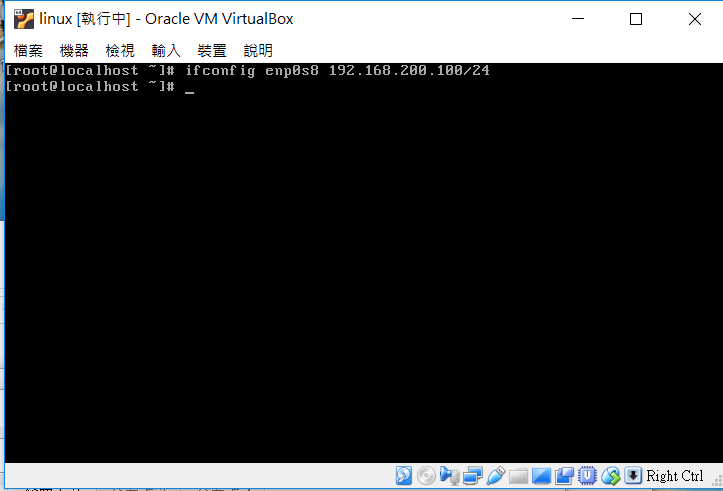 linux [執行中] - Oracle VM VirtualBox
檔案 機器 檢視 輸入 裝置 說明
[root@localhost ~]# ifconfig enp0s8 192.168.200.100/24
[root@localhost ~]# _
Right Ctrl